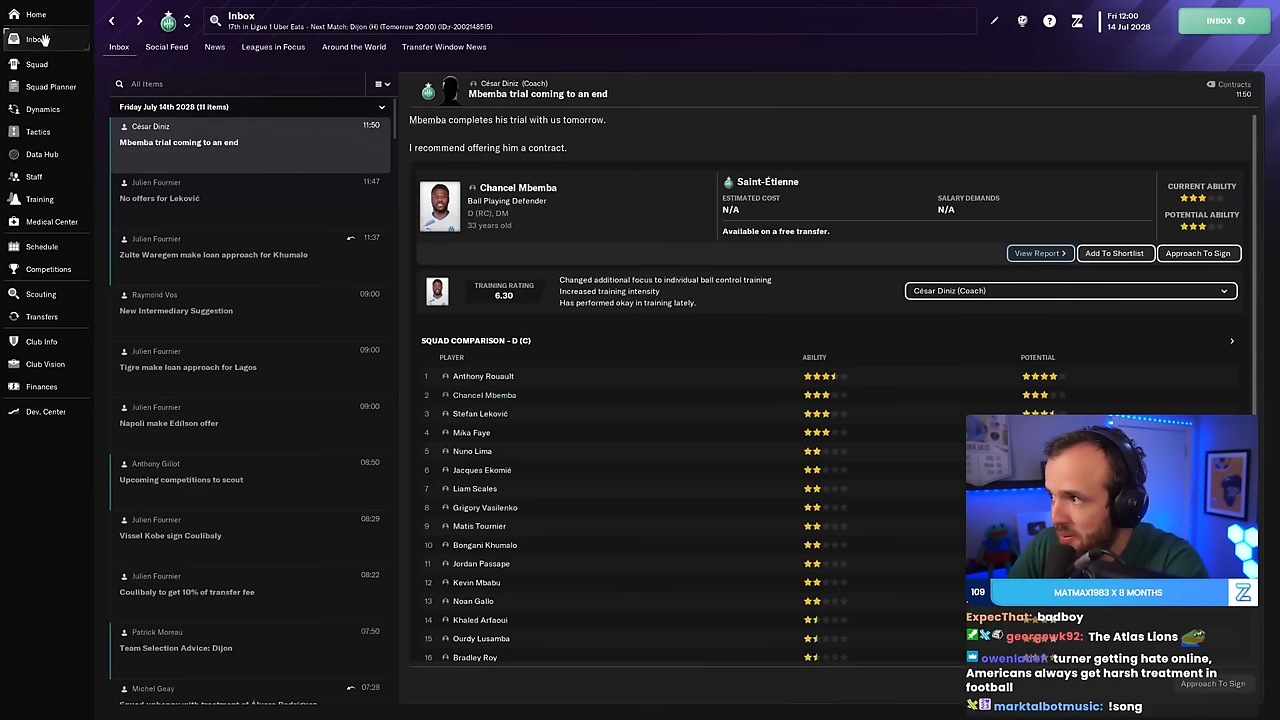 Home
Inbox
Squad
Squad Planner
Dynamics
Tactics
Data Hub
Staff
Training
Medical Center
Schedule
Competitions
Scouting
Transfers
Club Info
Club Vision
Finances
Dev. Center
Inbox
17th in Ligue 1 Uber Eats - Next Match: Dijon (H) (Tomorrow 20:00) (ID:r-2002148515)
Fri 12:00
14 Jul 2028
INBOX
Inbox
Social Feed
News
Leagues in Focus
Around the World
Transfer Window News
All Items
Friday July 14th 2028 (11 items)
César Diniz 11:50
Mbemba trial coming to an end
Julien Fournier 11:47
No offers for Leković
Julien Fournier 11:37
Zulte Waregem make loan approach for Khumalo
Raymond Vos 09:00
New Intermediary Suggestion
Julien Fournier 09:00
Tigre make loan approach for Lagos
Julien Fournier 09:00
Napoli make Edílson offer
Anthony Gillot 08:50
Upcoming competitions to scout
Julien Fournier 08:29
Vissel Kobe sign Coulibaly
Julien Fournier 08:22
Coulibaly to get 10% of transfer fee
Patrick Moreau 07:50
Team Selection Advice: Dijon
Michel Geay 07:28
César Diniz (Coach)
Mbemba trial coming to an end
Contracts
11:50
Mbemba completes his trial with us tomorrow.
I recommend offering him a contract.
Chancel Mbemba
Ball Playing Defender
D (RC), DM
33 years old
Saint-Étienne
ESTIMATED COST
N/A
SALARY DEMANDS
N/A
Available on a free transfer.
CURRENT ABILITY
POTENTIAL ABILITY
View Report >
Add To Shortlist
Approach To Sign
TRAINING RATING
6.30
Changed additional focus to individual ball control training
Increased training intensity
Has performed okay in training lately.
César Diniz (Coach)
SQUAD COMPARISON - D (C)
PLAYER ABILITY POTENTIAL
1 Anthony Rouault
2 Chancel Mbemba
3 Stefan Leković
4 Mika Faye
5 Nuno Lima
6 Jacques Ekomié
7 Liam Scales
8 Grigory Vasilenko
9 Matis Tournier
10 Bongani Khumalo
11 Jordan Passape
12 Kevin Mbabu
13 Noan Gallo
14 Khaled Arfaoui
15 Ourdy Lusamba
16 Bradley Roy
109 MATMAX1983 X 8 MONTHS
ExpecThat: badboy
georgewk92: The Atlas Lions
turner getting hate online,
Americans always get harsh treatment in
football
marktalbotmusic: !song
Approach To Sign